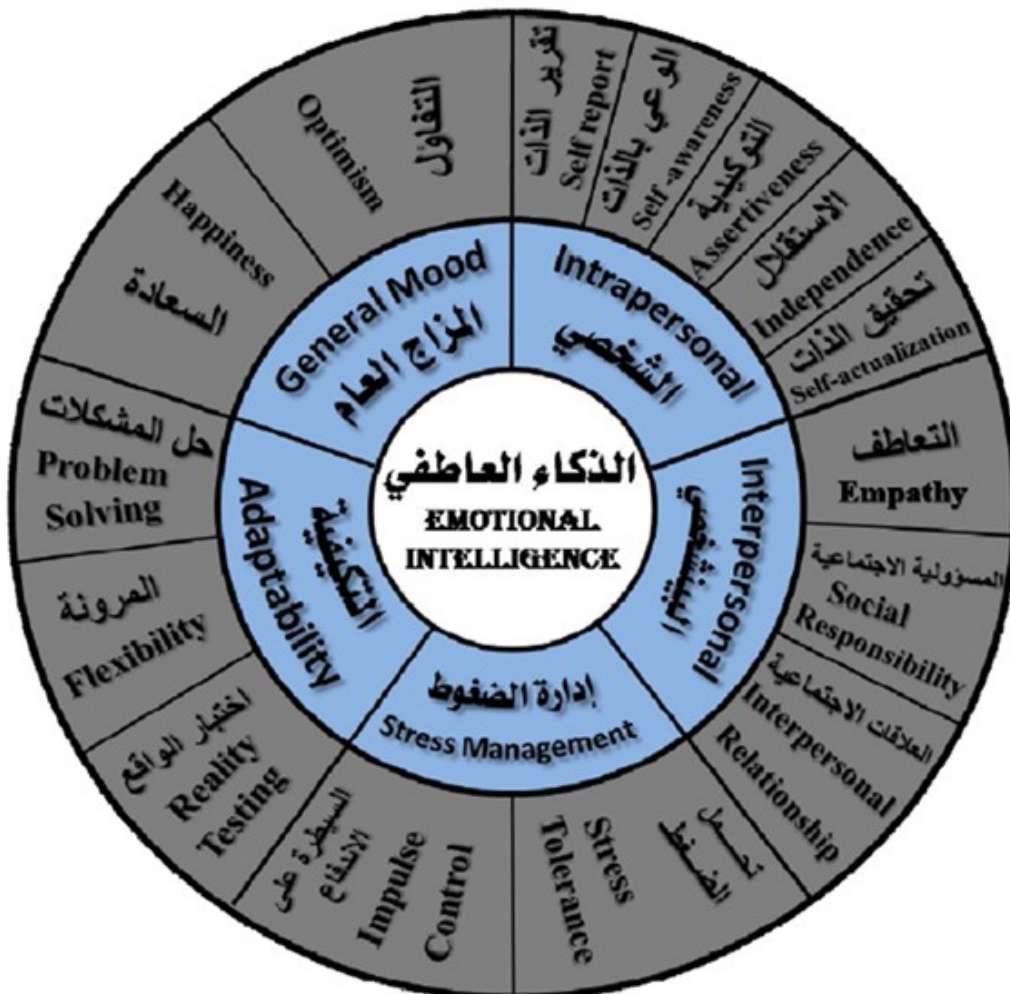 الذكاء العاطفي
EMOTIONAL
INTELLIGENCE
Intrapersonal
الشخصي
Interpersonal
البينشخصي
إدارة الضغوط
Stress Management
Adaptability
التكيفية
General Mood
المزاج العام
تقرير الذات
Self report
الوعي بالذات
Self -awareness
التوكيدية
Assertiveness
الاستقلال
Independence
تحقيق الذات
Self-actualization
التعاطف
Empathy
المسؤولية الاجتماعية
Social
Responsibility
العلاقات الاجتماعية
Interpersonal
Relationship
تحمل
الضغط
Stress
Tolerance
السيطرة على
الاندفاع
Impulse
Control
اختبار الواقع
Reality
Testing
المرونة
Flexibility
حل المشكلات
Problem
Solving
Happiness
السعادة
Optimism
التفاؤل